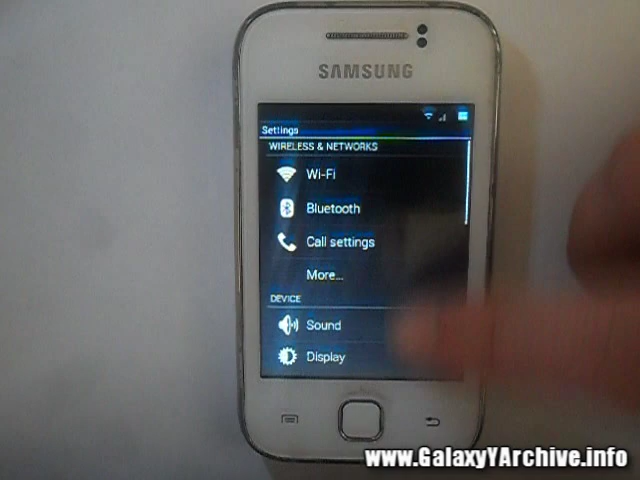 SAMSUNG
Settings
WIRELESS & NETWORKS
Wi-Fi
Bluetooth
Call settings
More...
DEVICE
Sound
Display
www.GalaxyYArchive.info